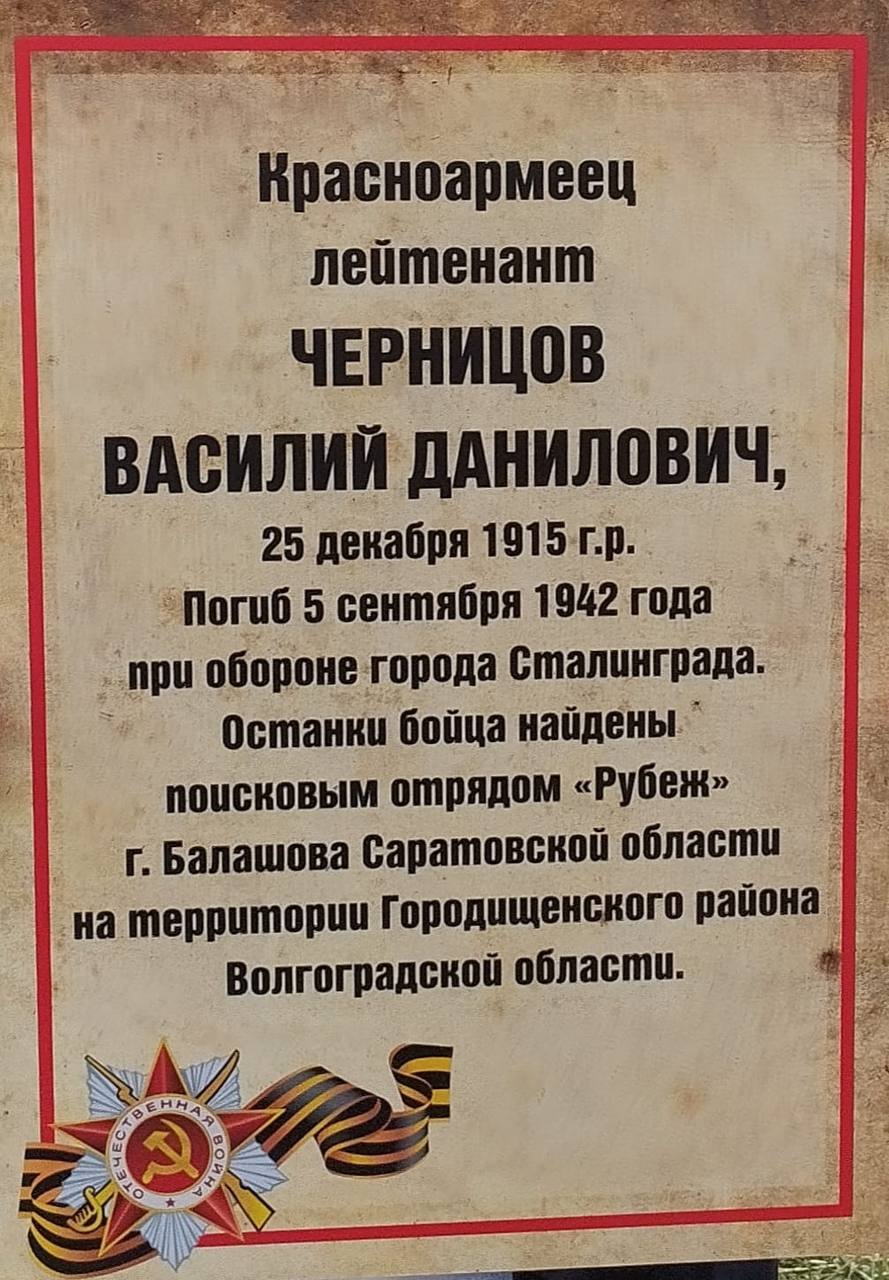 Красноармеец
лейтенант
ЧЕРНИЦОВ
ВАСИЛИЙ ДАНИЛОВИЧ,
25 декабря 1915 г.р.
Погиб 5 сентября 1942 года
при обороне города Сталинграда.
Останки бойца найдены
поисковым отрядом «Рубеж»
г. Балашова Саратовской области
на территории Городищенского района
Волгоградской области.
ОТЕЧЕСТВЕННАЯ ВОЙНА